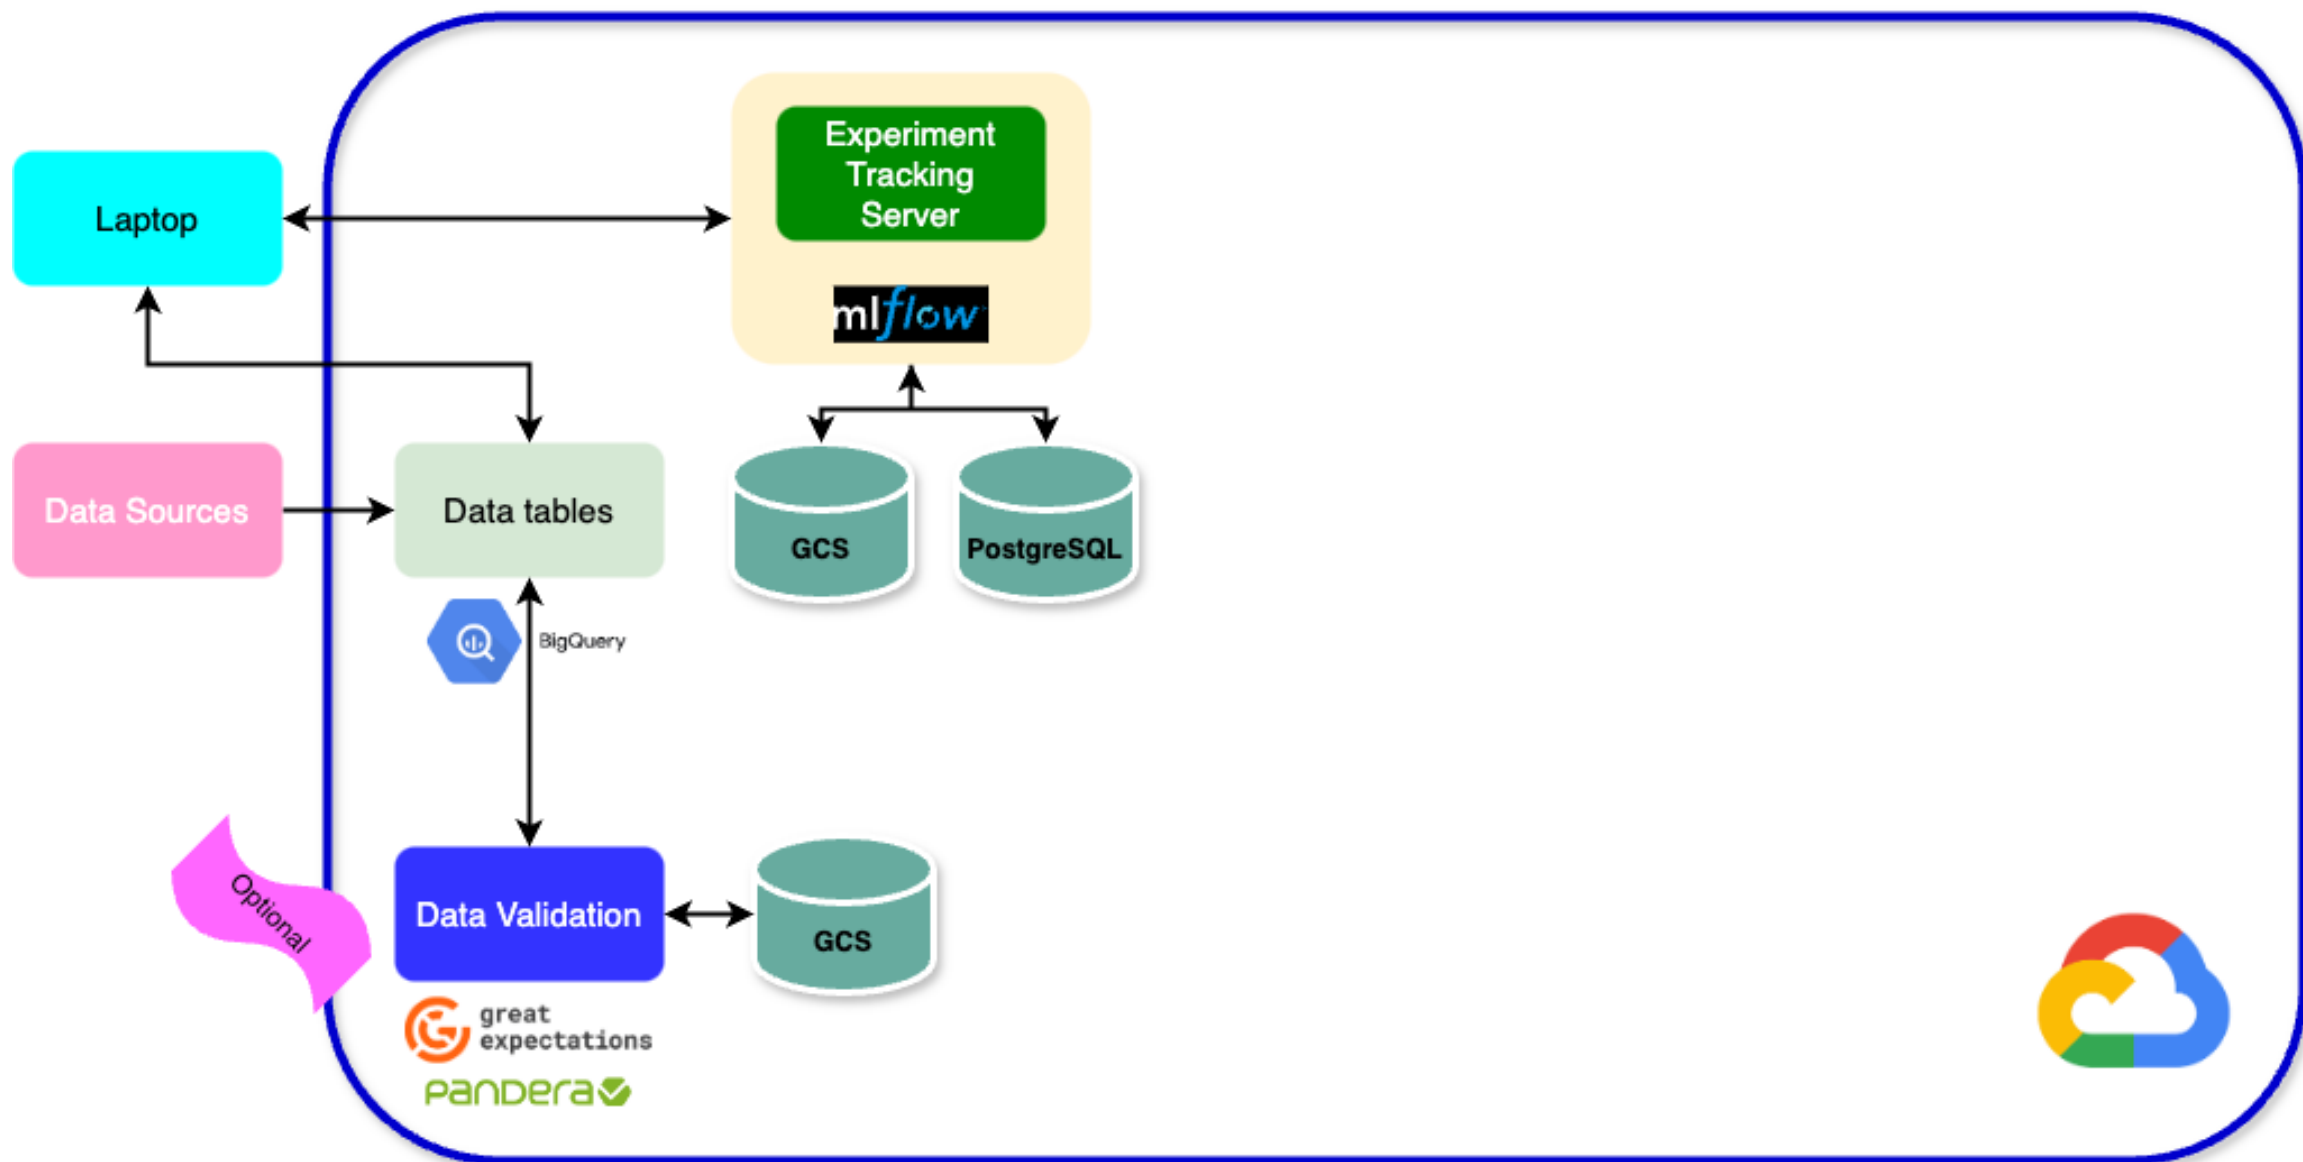 Experiment
Tracking
Server
Laptop
mlflow
Data Sources
Data tables
GCS
PostgreSQL
BigQuery
Optional
Data Validation
GCS
great
expectations
PANDERA